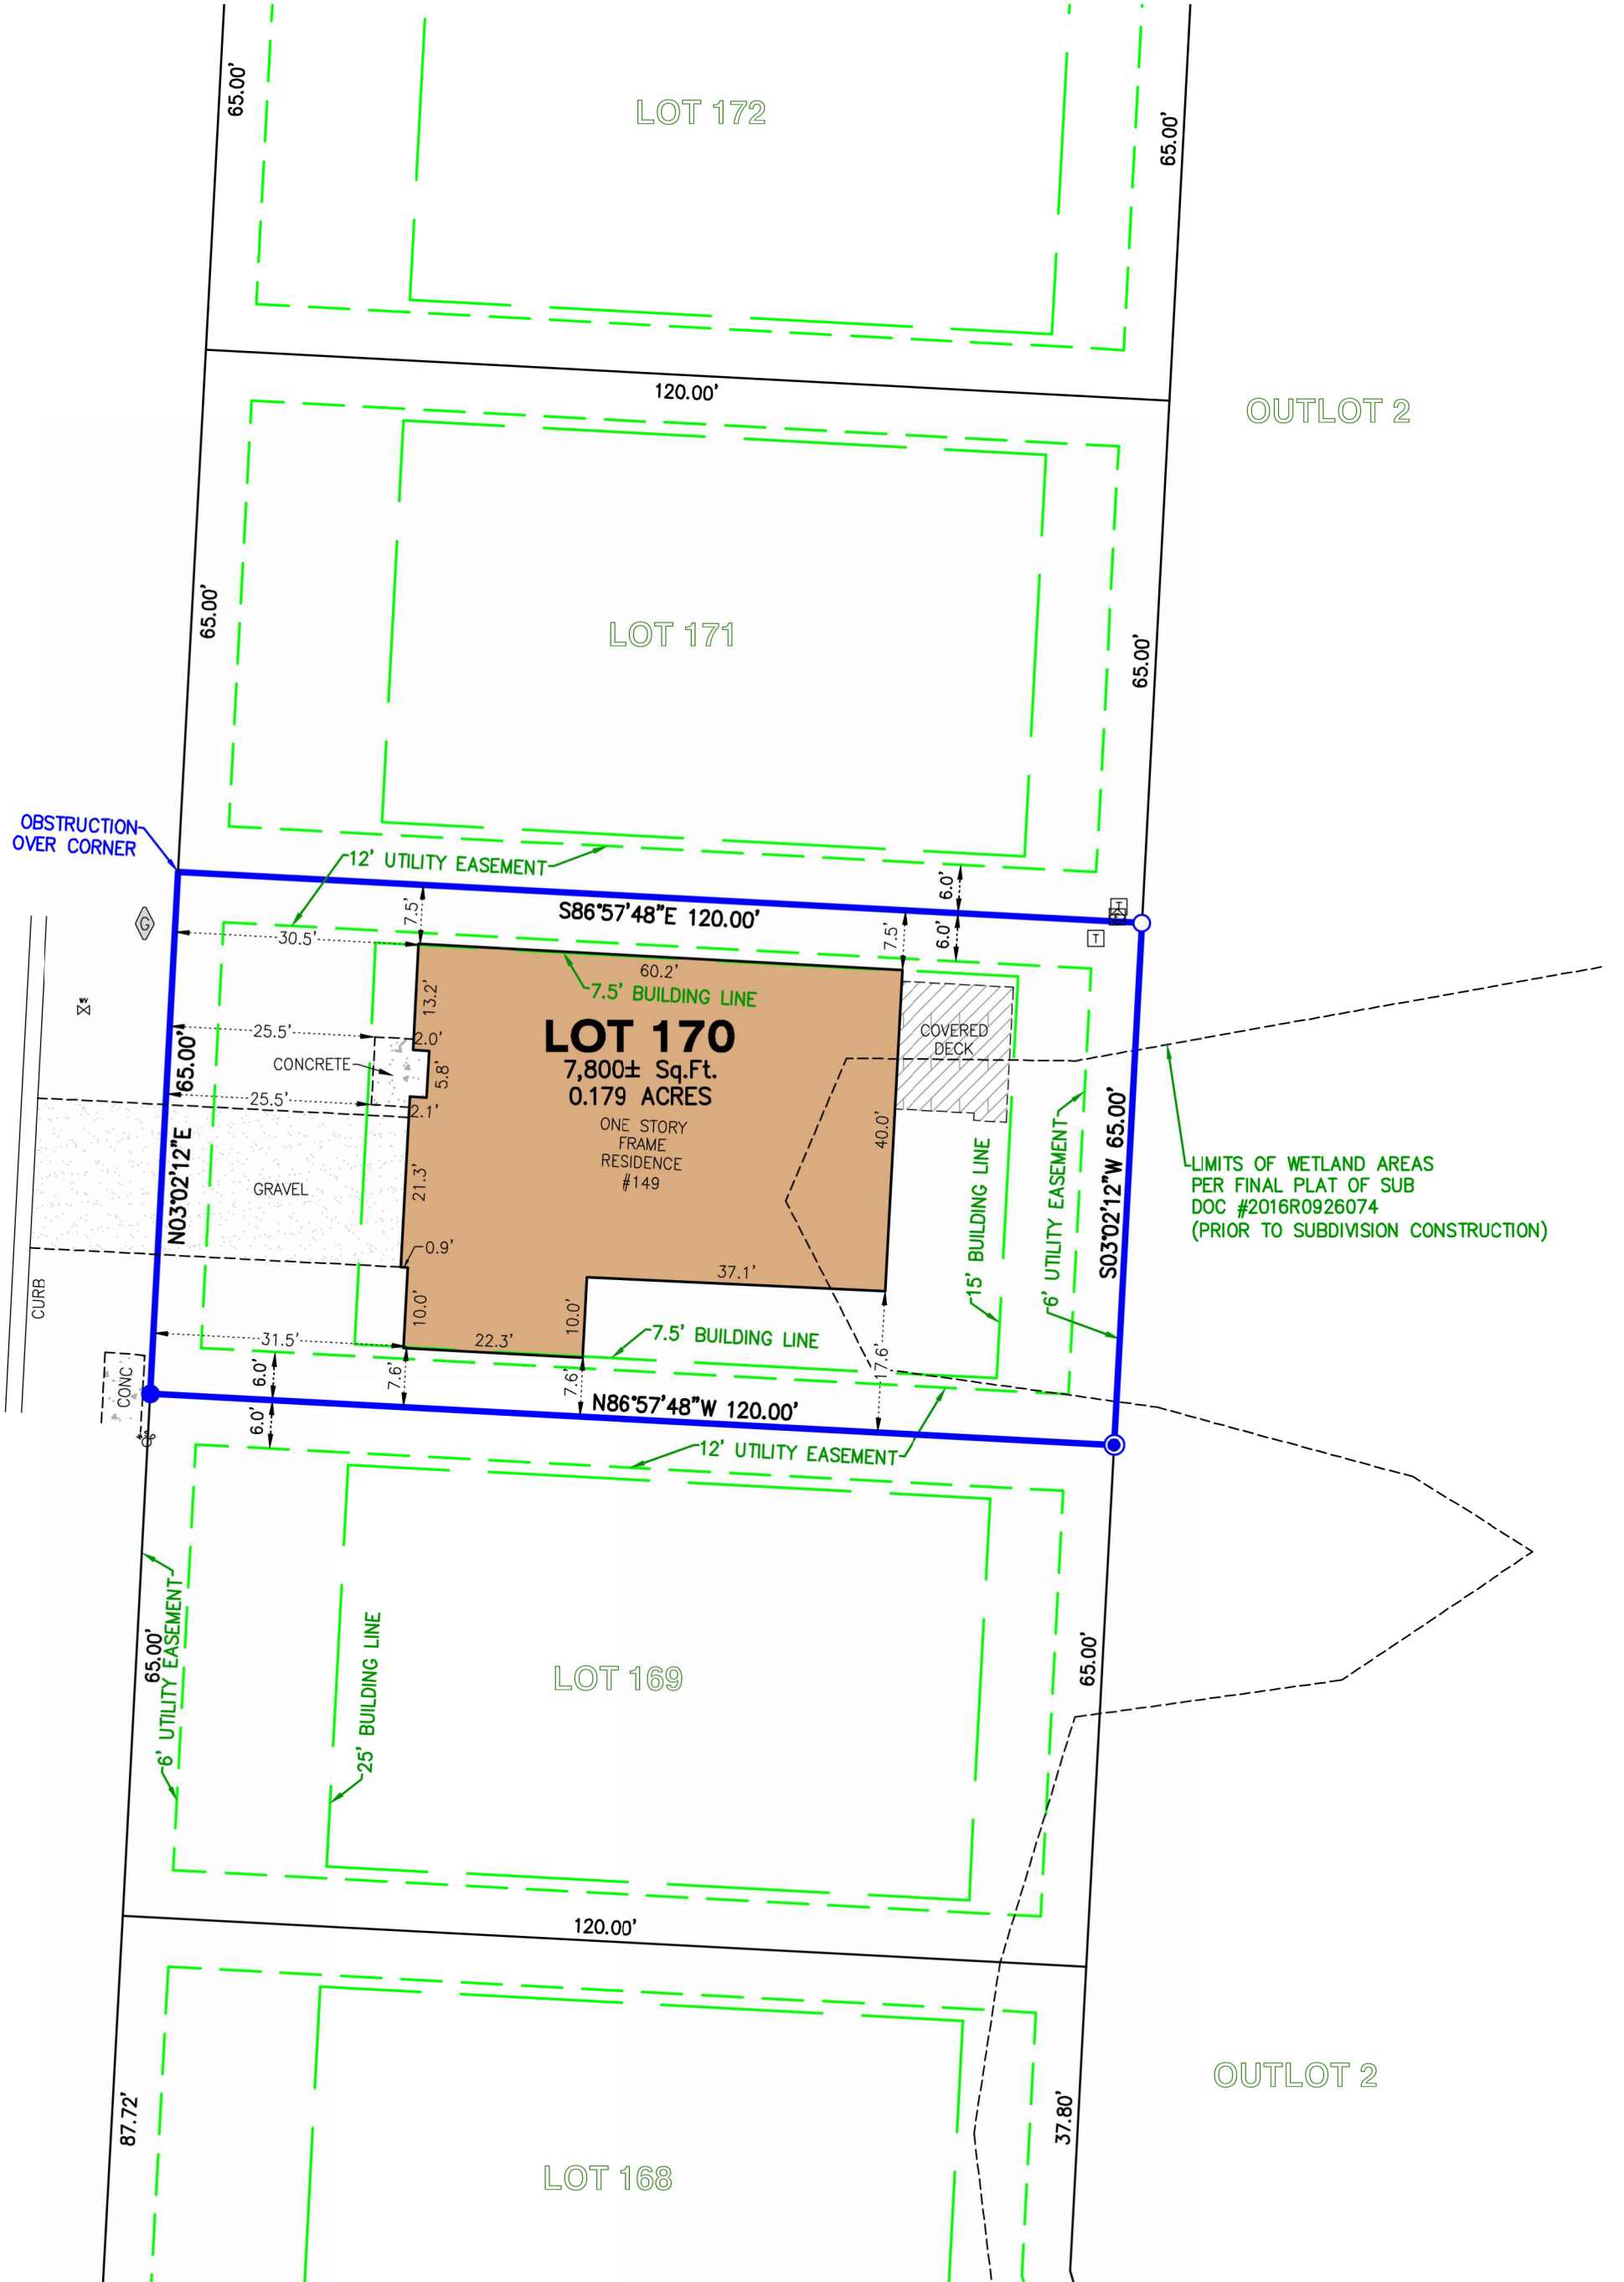 65.00'
LOT 172
65.00'
120.00'
OUTLOT 2
65.00'
LOT 171
65.00'
OBSTRUCTION
OVER CORNER
12' UTILITY EASEMENT
6.0'
7.5'
S86°57'48"E 120.00'
G
30.5'
7.5'
6.0'
T
T
60.2'
7.5' BUILDING LINE
13.2'
WV
25.5'
2.0'
LOT 170
COVERED
DECK
CONCRETE
5.8'
7,800± Sq.Ft.
0.179 ACRES
N03°02'12"E 65.00'
25.5'
2.1'
ONE STORY
FRAME
RESIDENCE
#149
40.0'
GRAVEL
21.3'
15' BUILDING LINE
6' UTILITY EASEMENT
S03°02'12"W 65.00'
LIMITS OF WETLAND AREAS
PER FINAL PLAT OF SUB
DOC #2016R0926074
(PRIOR TO SUBDIVISION CONSTRUCTION)
0.9'
37.1'
CURB
10.0'
10.0'
31.5'
22.3'
7.5' BUILDING LINE
17.6'
CONC
6.0'
7.6'
7.6'
N86°57'48"W 120.00'
6.0'
12' UTILITY EASEMENT
65.00'
6' UTILITY EASEMENT
25' BUILDING LINE
LOT 169
65.00'
120.00'
OUTLOT 2
87.72'
37.80'
LOT 168